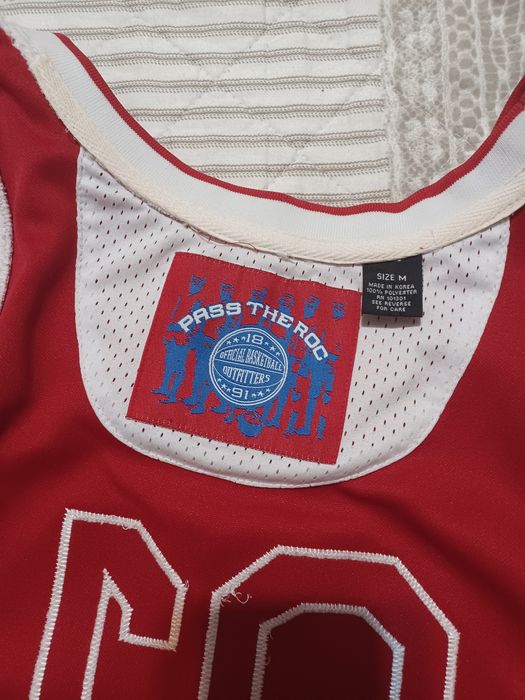 PASS THE ROC
18
OFFICIAL BASKETBALL
OUTFITTERS
91
SIZE M
MADE IN KOREA
100% POLYESTER
RN 101301
SEE REVERSE
FOR CARE